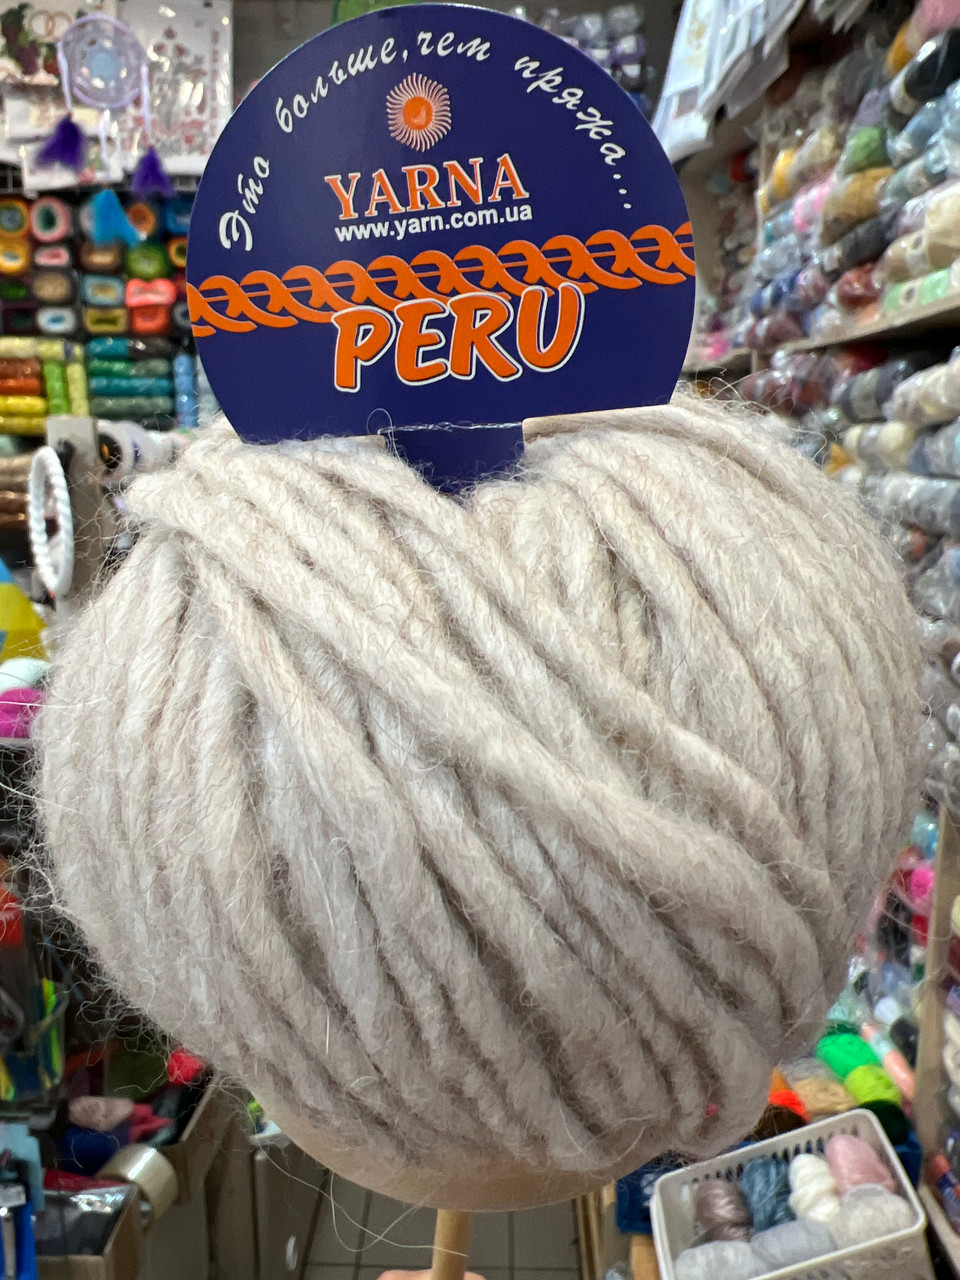 Это больше, чем пряжа...
YARNA
www.yarn.com.ua
PERU